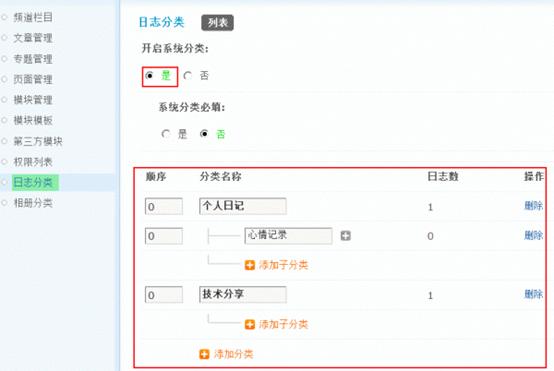 频道栏目
文章管理
专题管理
页面管理
模块管理
模块模板
第三方模块
权限列表
日志分类
相册分类
日志分类 列表
开启系统分类:
是 否
系统分类必填:
是 否
顺序 分类名称 日志数 操作
0 个人日记 1 删除
0 心情记录 0 删除
添加子分类
0 技术分享 1 删除
添加子分类
添加分类